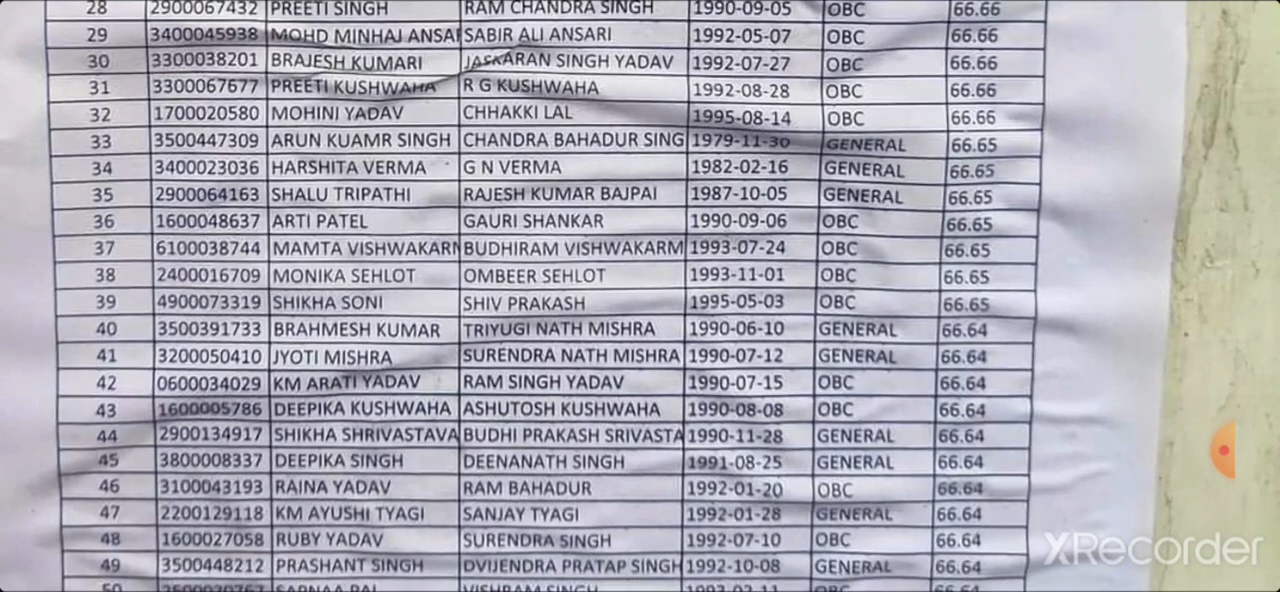 28 2900067432 PREETI SINGH RAM CHANDRA SINGH 1990-09-05 OBC 66.66
29 3400045938 MOHD MINHAJ ANSA SABIR ALI ANSARI 1992-05-07 OBC 66.66
30 3300038201 BRAJESH KUMARI JASKARAN SINGH YADAV 1992-07-27 OBC 66.66
31 3300067677 PREETI KUSHWAHA R G KUSHWAHA 1992-08-28 OBC 66.66
32 1700020580 MOHINI YADAV CHHAKKI LAL 1995-08-14 OBC 66.66
33 3500447309 ARUN KUAMR SINGH CHANDRA BAHADUR SING 1979-11-30 GENERAL 66.65
34 3400023036 HARSHITA VERMA G N VERMA 1982-02-16 GENERAL 66.65
35 2900064163 SHALU TRIPATHI RAJESH KUMAR BAJPAI 1987-10-05 GENERAL 66.65
36 1600048637 ARTI PATEL GAURI SHANKAR 1990-09-06 OBC 66.65
37 6100038744 MAMTA VISHWAKARN BUDHIRAM VISHWAKARM 1993-07-24 OBC 66.65
38 2400016709 MONIKA SEHLOT OMBEER SEHLOT 1993-11-01 OBC 66.65
39 4900073319 SHIKHA SONI SHIV PRAKASH 1995-05-03 OBC 66.65
40 3500391733 BRAHMESH KUMAR TRIYUGI NATH MISHRA 1990-06-10 GENERAL 66.64
41 3200050410 JYOTI MISHRA SURENDRA NATH MISHRA 1990-07-12 GENERAL 66.64
42 0600034029 KM ARATI YADAV RAM SINGH YADAV 1990-07-15 OBC 66.64
43 1600005786 DEEPIKA KUSHWAHA ASHUTOSH KUSHWAHA 1990-08-08 OBC 66.64
44 2900134917 SHIKHA SHRIVASTAVA BUDHI PRAKASH SRIVASTA 1990-11-28 GENERAL 66.64
45 3800008337 DEEPIKA SINGH DEENANATH SINGH 1991-08-25 GENERAL 66.64
46 3100043193 RAINA YADAV RAM BAHADUR 1992-01-20 OBC 66.64
47 2200129118 KM AYUSHI TYAGI SANJAY TYAGI 1992-01-28 GENERAL 66.64
48 1600027058 RUBY YADAV SURENDRA SINGH 1992-07-10 OBC 66.64
49 3500448212 PRASHANT SINGH DVIJENDRA PRATAP SINGH 1992-10-08 GENERAL 66.64
50 VISHRAM SINGH OBC 66.64
XRecorder